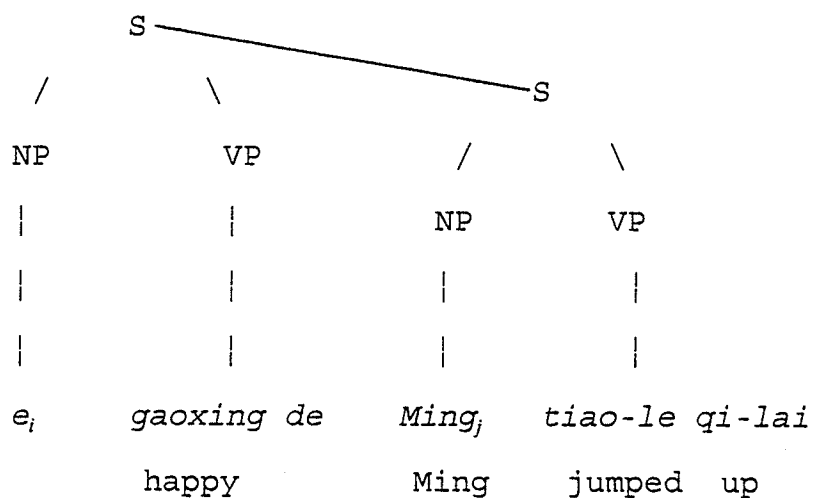 S
S
/ \
NP VP / \
¦ ¦ NP VP
¦ ¦ ¦ ¦
¦ ¦ ¦ ¦
ei gaoxing de Mingj tiao-le qi-lai
happy Ming jumped up